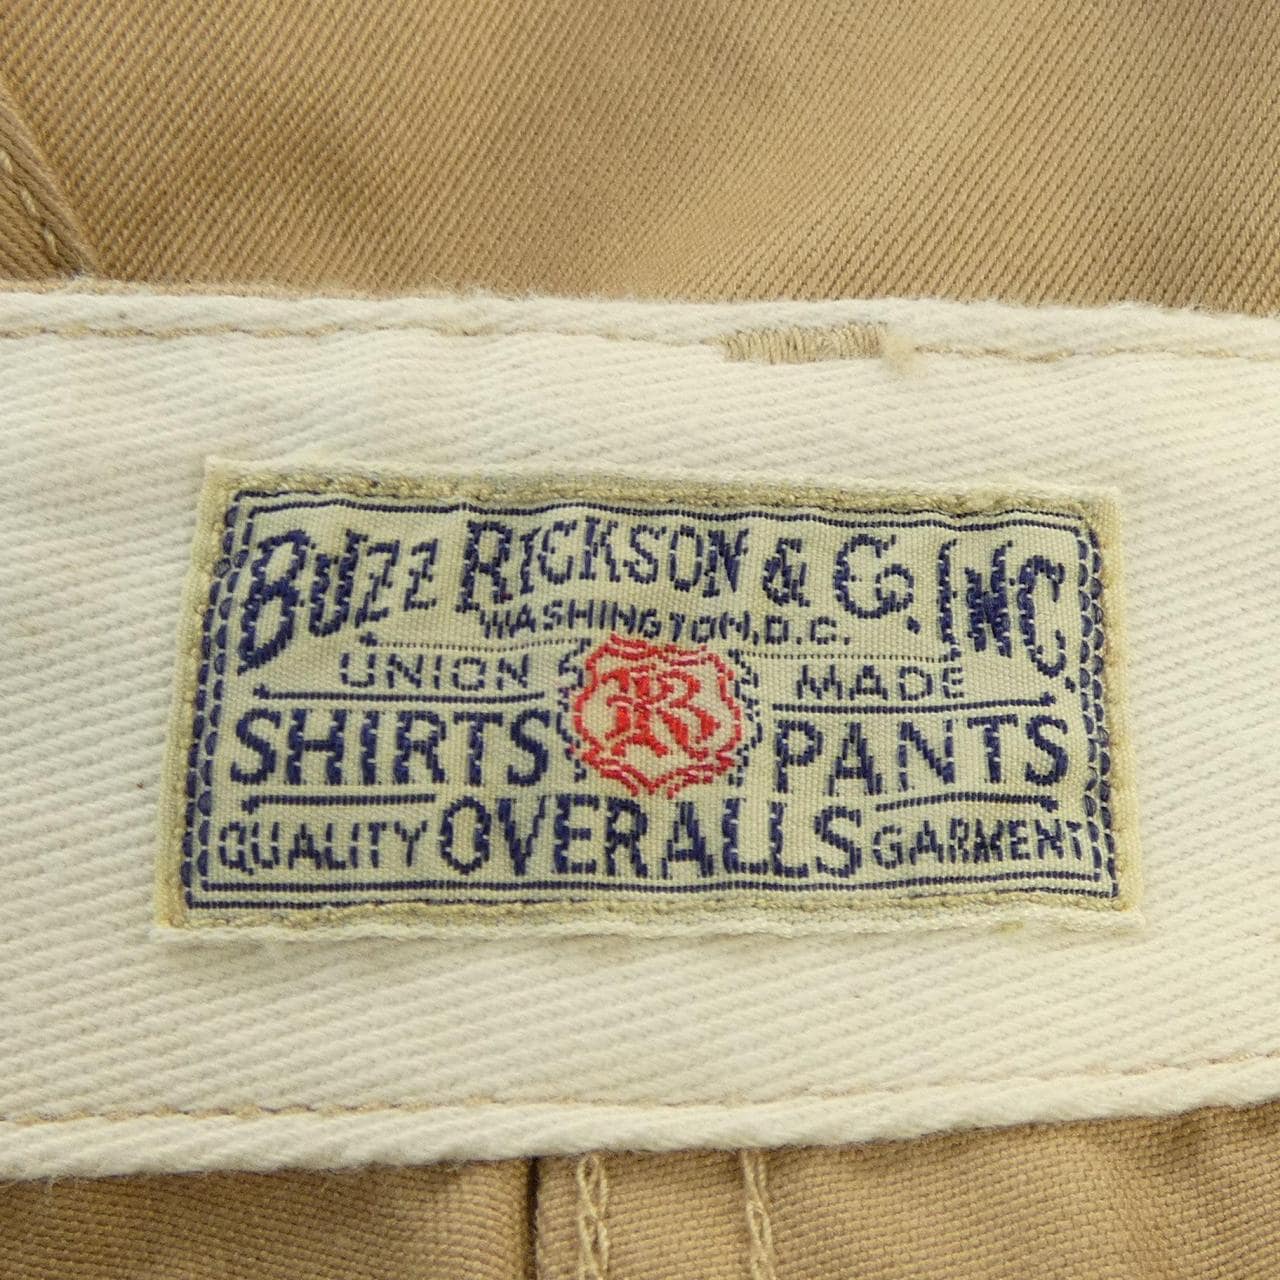 BUZZ RICKSON & Co. INC.
WASHINGTON, D.C.
UNION MADE
SHIRTS R PANTS
QUALITY OVERALLS GARMENT